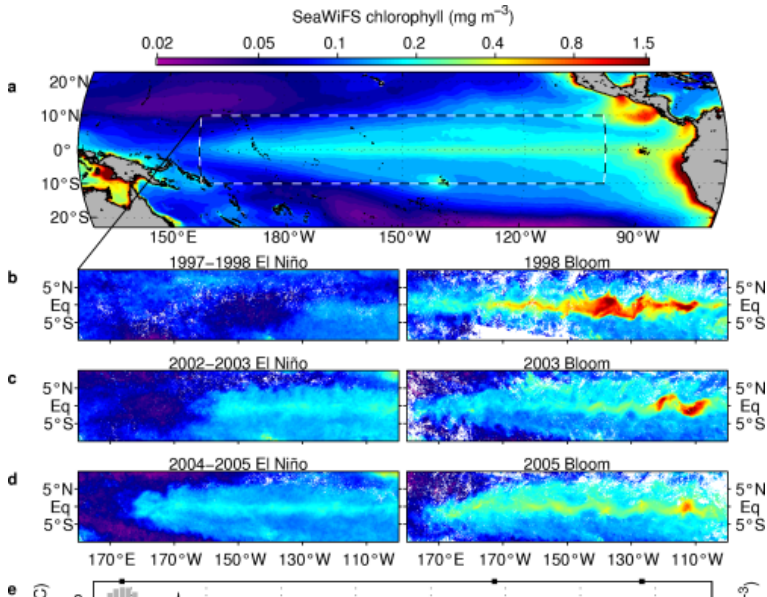 SeaWiFS chlorophyll (mg m⁻³)
0.02 0.05 0.1 0.2 0.4 0.8 1.5
a
20°N
10°N
0°
10°S
20°S
150°E 180°W 150°W 120°W 90°W
1997−1998 El Niño 1998 Bloom
b
5°N 5°N
Eq Eq
5°S 5°S
2002−2003 El Niño 2003 Bloom
c
5°N 5°N
Eq Eq
5°S 5°S
2004−2005 El Niño 2005 Bloom
d
5°N 5°N
Eq Eq
5°S 5°S
170°E 170°W 150°W 130°W 110°W 170°E 170°W 150°W 130°W 110°W
e